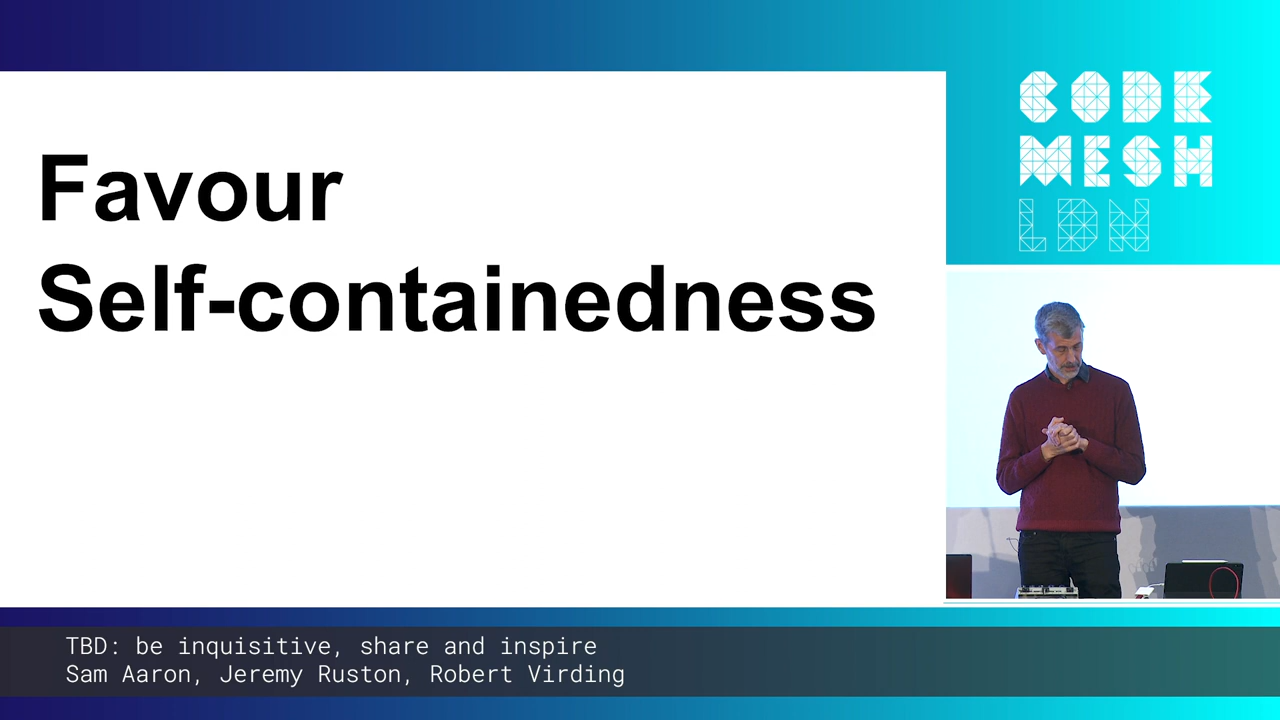 Favour
Self-containedness
CODE
MESH
LDN
TBD: be inquisitive, share and inspire
Sam Aaron, Jeremy Ruston, Robert Virding